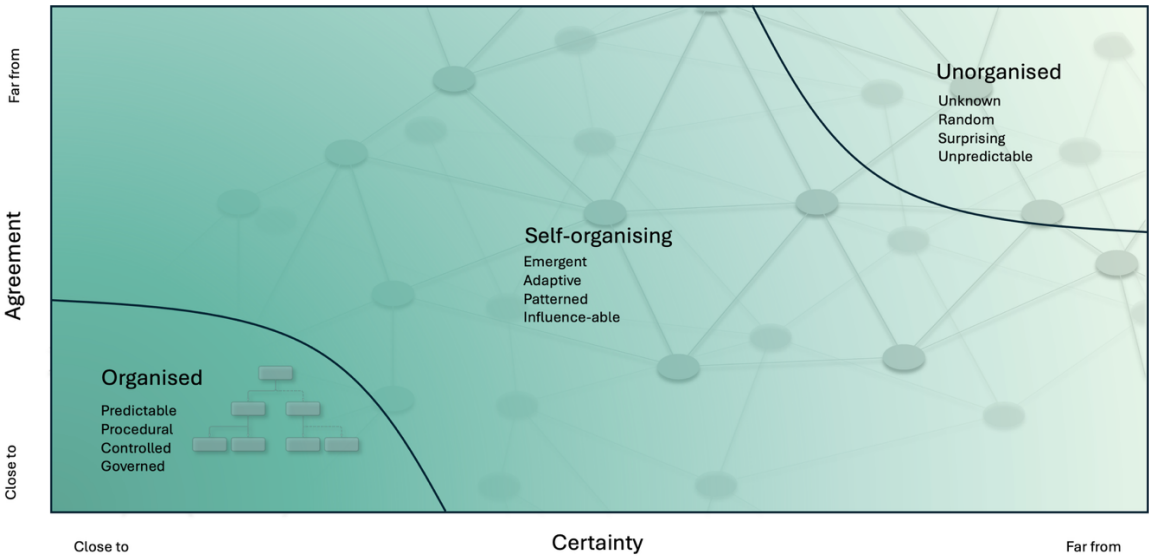 Far from
Agreement
Close to
Unorganised
Unknown
Random
Surprising
Unpredictable
Self-organising
Emergent
Adaptive
Patterned
Influence-able
Organised
Predictable
Procedural
Controlled
Governed
Close to
Certainty
Far from